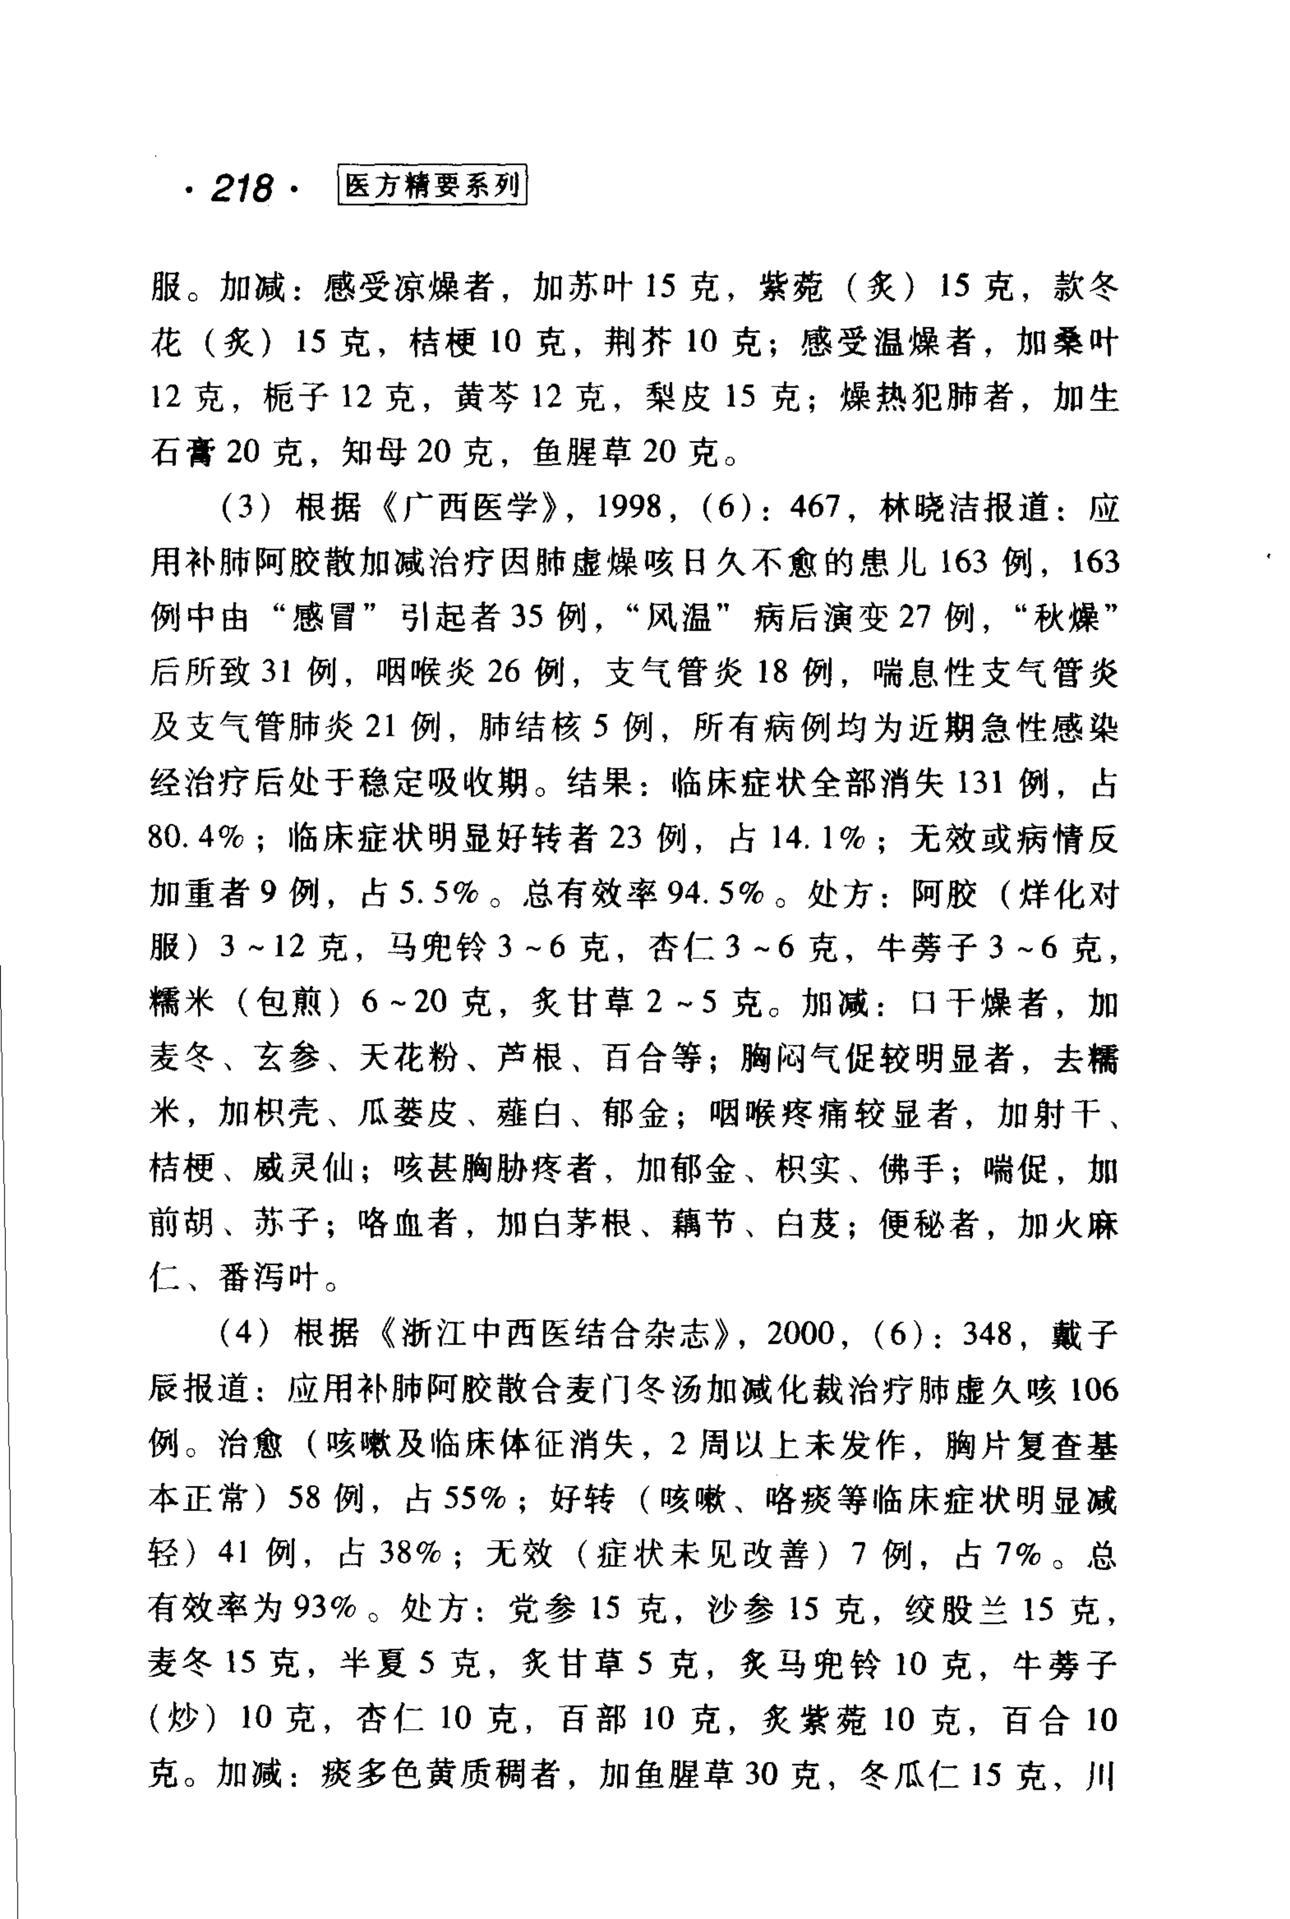 ·218· 医方精要系列
服。加减：感受凉燥者，加苏叶 15 克，紫菀（炙）15 克，款冬
花（炙）15 克，桔梗 10 克，荆芥 10 克；感受温燥者，加桑叶
12 克，栀子 12 克，黄芩 12 克，梨皮 15 克；燥热犯肺者，加生
石膏 20 克，知母 20 克，鱼腥草 20 克。
（3）根据《广西医学》，1998，（6）：467，林晓洁报道：应
用补肺阿胶散加减治疗因肺虚燥咳日久不愈的患儿 163 例，163
例中由“感冒”引起者 35 例，“风温”病后演变 27 例，“秋燥”
后所致 31 例，咽喉炎 26 例，支气管炎 18 例，喘息性支气管炎
及支气管肺炎 21 例，肺结核 5 例，所有病例均为近期急性感染
经治疗后处于稳定吸收期。结果：临床症状全部消失 131 例，占
80.4%；临床症状明显好转者 23 例，占 14.1%；无效或病情反
加重者 9 例，占 5.5%。总有效率 94.5%。处方：阿胶（烊化对
服）3～12 克，马兜铃 3～6 克，杏仁 3～6 克，牛蒡子 3～6 克，
糯米（包煎）6～20 克，炙甘草 2～5 克。加减：口干燥者，加
麦冬、玄参、天花粉、芦根、百合等；胸闷气促较明显者，去糯
米，加枳壳、瓜蒌皮、薤白、郁金；咽喉疼痛较显者，加射干、
桔梗、威灵仙；咳甚胸胁疼者，加郁金、枳实、佛手；喘促，加
前胡、苏子；咯血者，加白茅根、藕节、白芨；便秘者，加火麻
仁、番泻叶。
（4）根据《浙江中西医结合杂志》，2000，（6）：348，戴子
辰报道：应用补肺阿胶散合麦门冬汤加减化裁治疗肺虚久咳 106
例。治愈（咳嗽及临床体征消失，2 周以上未发作，胸片复查基
本正常）58 例，占 55%；好转（咳嗽、咯痰等临床症状明显减
轻）41 例，占 38%；无效（症状未见改善）7 例，占 7%。总
有效率为 93%。处方：党参 15 克，沙参 15 克，绞股兰 15 克，
麦冬 15 克，半夏 5 克，炙甘草 5 克，炙马兜铃 10 克，牛蒡子
（炒）10 克，杏仁 10 克，百部 10 克，炙紫菀 10 克，百合 10
克。加减：痰多色黄质稠者，加鱼腥草 30 克，冬瓜仁 15 克，川